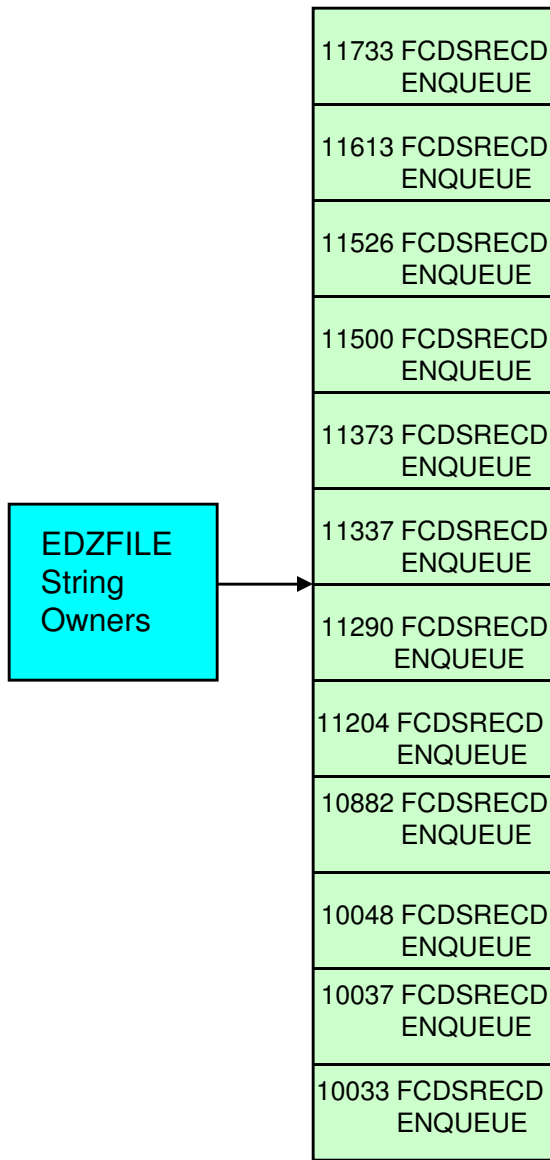 11733 FCDSRECD
ENQUEUE
11613 FCDSRECD
ENQUEUE
11526 FCDSRECD
ENQUEUE
11500 FCDSRECD
ENQUEUE
11373 FCDSRECD
ENQUEUE
11337 FCDSRECD
ENQUEUE
EDZFILE
String
Owners
11290 FCDSRECD
ENQUEUE
11204 FCDSRECD
ENQUEUE
10882 FCDSRECD
ENQUEUE
10048 FCDSRECD
ENQUEUE
10037 FCDSRECD
ENQUEUE
10033 FCDSRECD
ENQUEUE